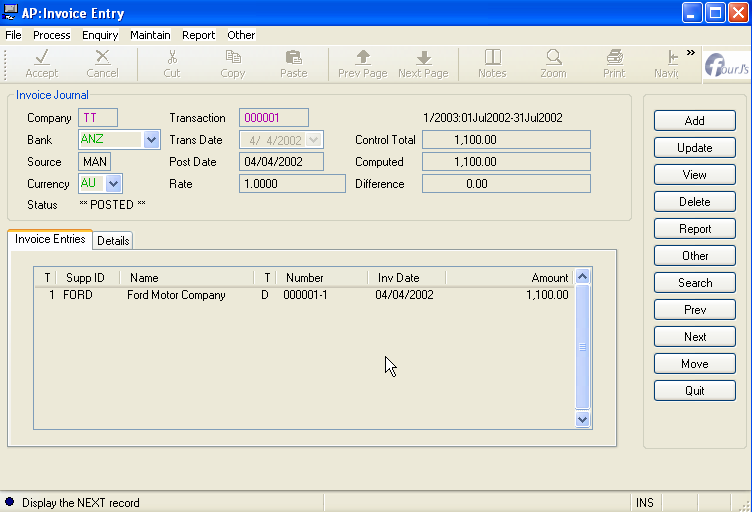 AP:Invoice Entry
File Process Enquiry Maintain Report Other
Accept Cancel Cut Copy Paste Prev Page Next Page Notes Zoom Print Navig » FourJ's
Invoice Journal
Company TT Transaction 000001 1/2003:01Jul2002-31Jul2002
Bank ANZ Trans Date 4/ 4/2002 Control Total 1,100.00
Source MAN Post Date 04/04/2002 Computed 1,100.00
Currency AU Rate 1.0000 Difference 0.00
Status ** POSTED **
Add
Update
View
Delete
Report
Other
Search
Prev
Next
Move
Quit
Invoice Entries Details
T Supp ID Name T Number Inv Date Amount
1 FORD Ford Motor Company D 000001-1 04/04/2002 1,100.00
Display the NEXT record INS